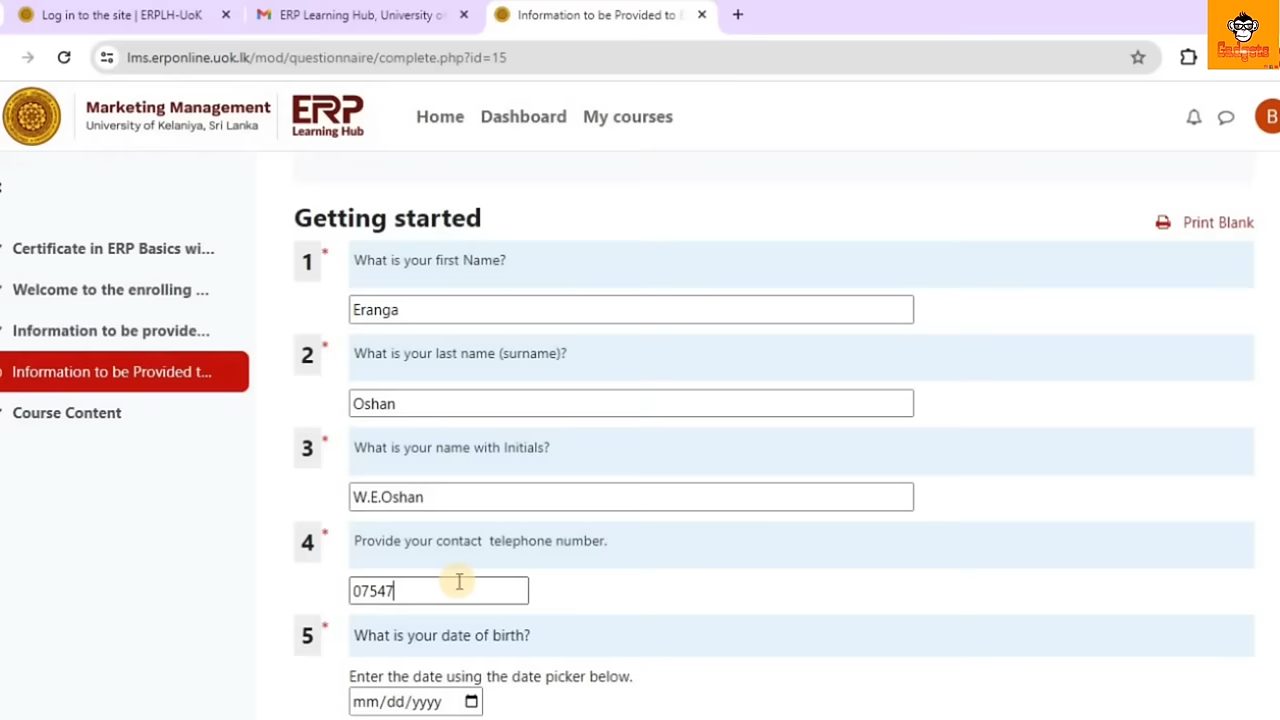 Log in to the site | ERPLH-UoK
ERP Learning Hub, University o
Information to be Provided to E
lms.erponline.uok.lk/mod/questionnaire/complete.php?id=15
Gadgets
Marketing Management
University of Kelaniya, Sri Lanka
ERP
Learning Hub
Home
Dashboard
My courses
B
Getting started
Print Blank
Certificate in ERP Basics wi...
Welcome to the enrolling ...
Information to be provide...
Information to be Provided t...
Course Content
1 * What is your first Name?
Eranga
2 * What is your last name (surname)?
Oshan
3 * What is your name with Initials?
W.E.Oshan
4 * Provide your contact telephone number.
07547
5 * What is your date of birth?
Enter the date using the date picker below.
mm/dd/yyyy